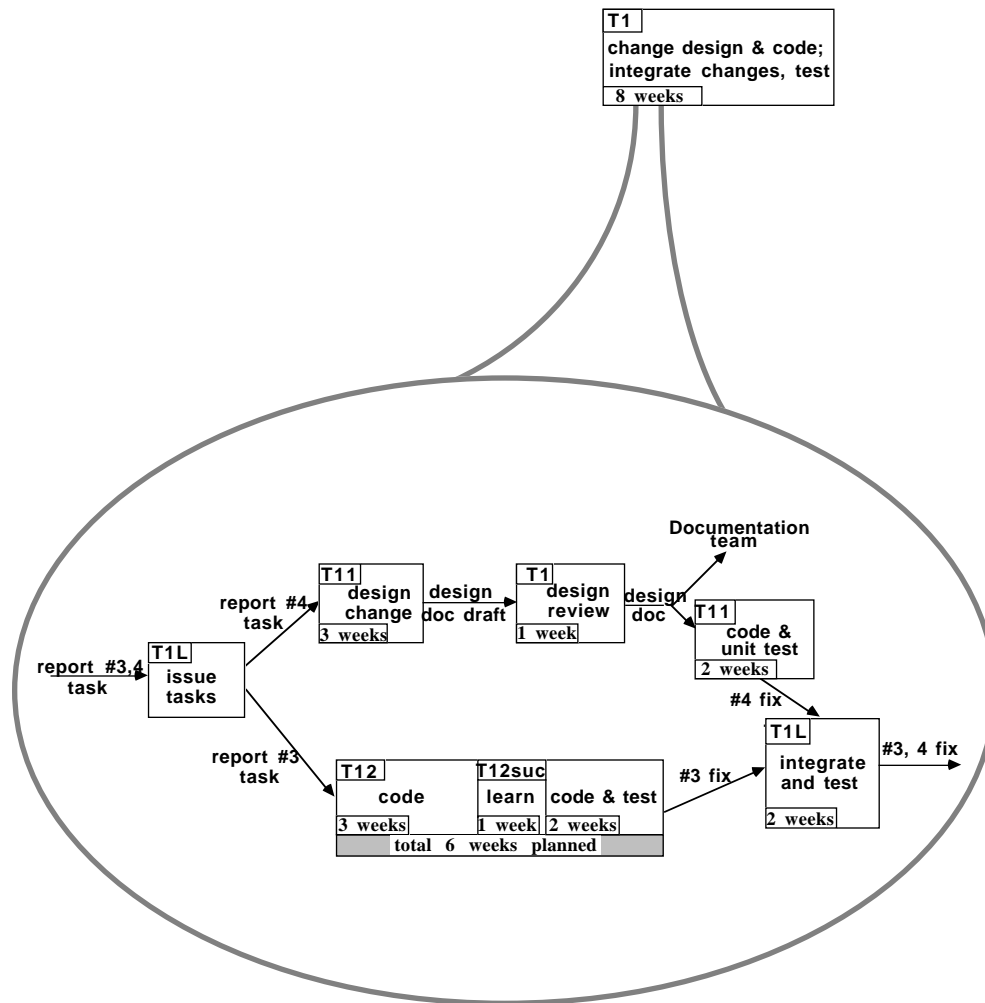 T1
change design & code;
integrate changes, test
8 weeks
Documentation
team
T11
design
change
3 weeks
design
doc draft
T1
design
review
1 week
design
doc
T11
code &
unit test
2 weeks
report #4
task
T1L
issue
tasks
report #3,4
task
#4 fix
report #3
task
T12
code
3 weeks
T12suc
learn
1 week
code & test
2 weeks
total 6 weeks planned
#3 fix
T1L
integrate
and test
2 weeks
#3, 4 fix